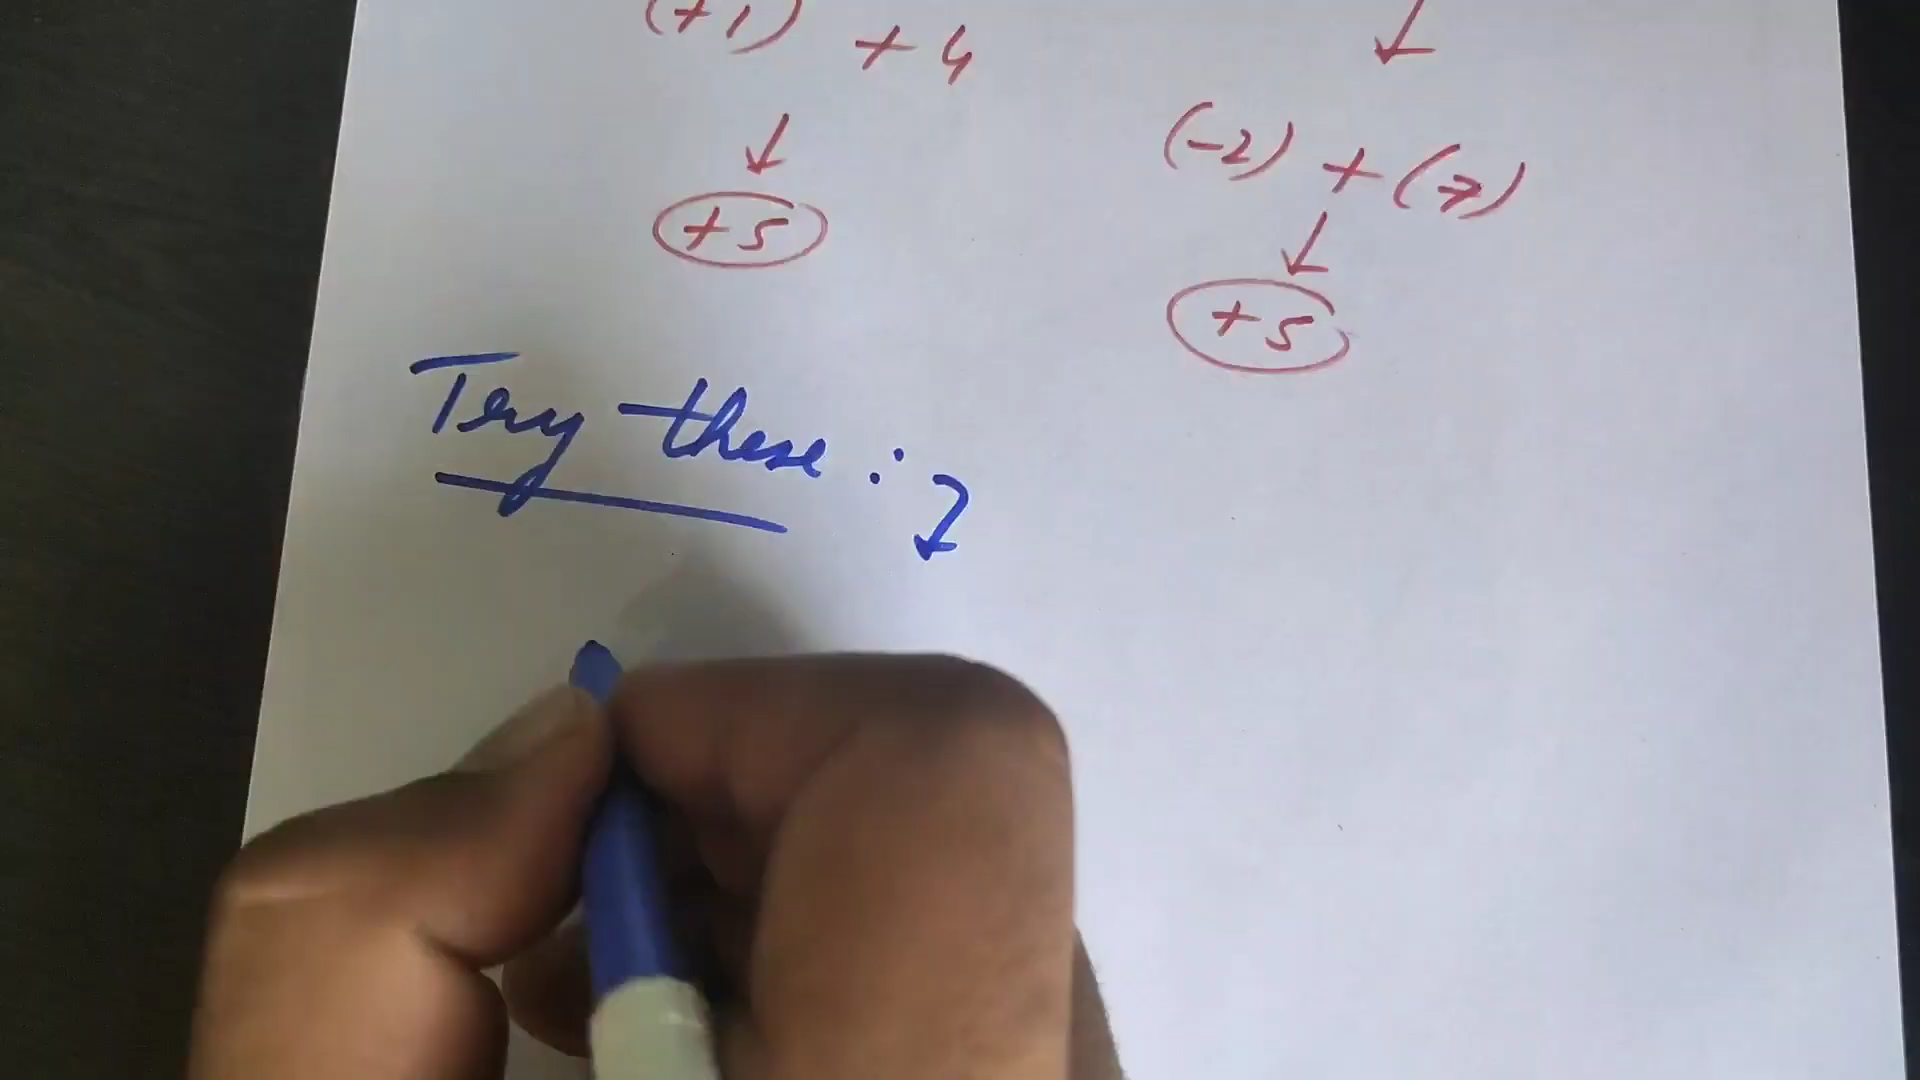 (+1) + 4
↓
+5
↓
(-2) + (7)
↓
+5
Try these :